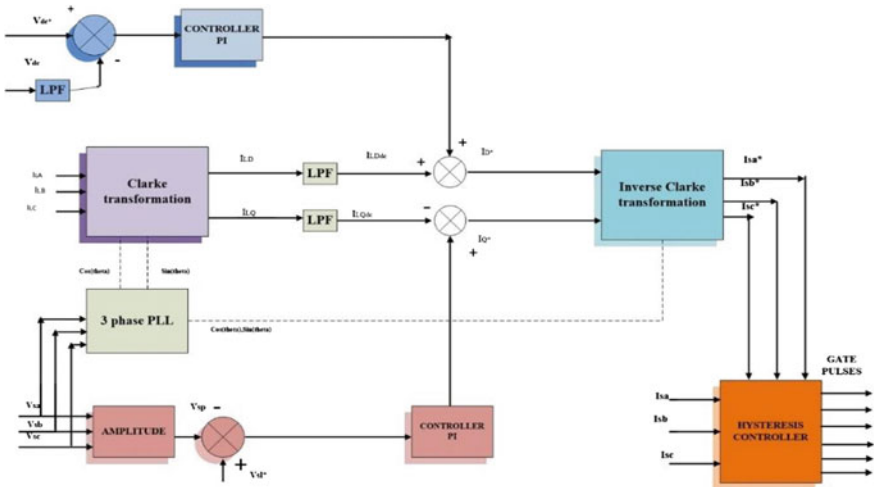 Vdc*
+
CONTROLLER
PI
-
Vdc
LPF
ILA
ILB
ILC
Clarke
transformation
ILD
LPF
ILDdc
+
+
ID*
ILQ
LPF
ILQdc
-
IQ*
+
Inverse Clarke
transformation
Isa*
Isb*
Isc*
Cos(theta)
Sin(theta)
3 phase PLL
Cos(theta),Sin(theta)
Vsa
Vsb
Vsc
AMPLITUDE
Vsp
-
+
Vsl*
CONTROLLER
PI
GATE
PULSES
Isa
Isb
Isc
HYSTERESIS
CONTROLLER